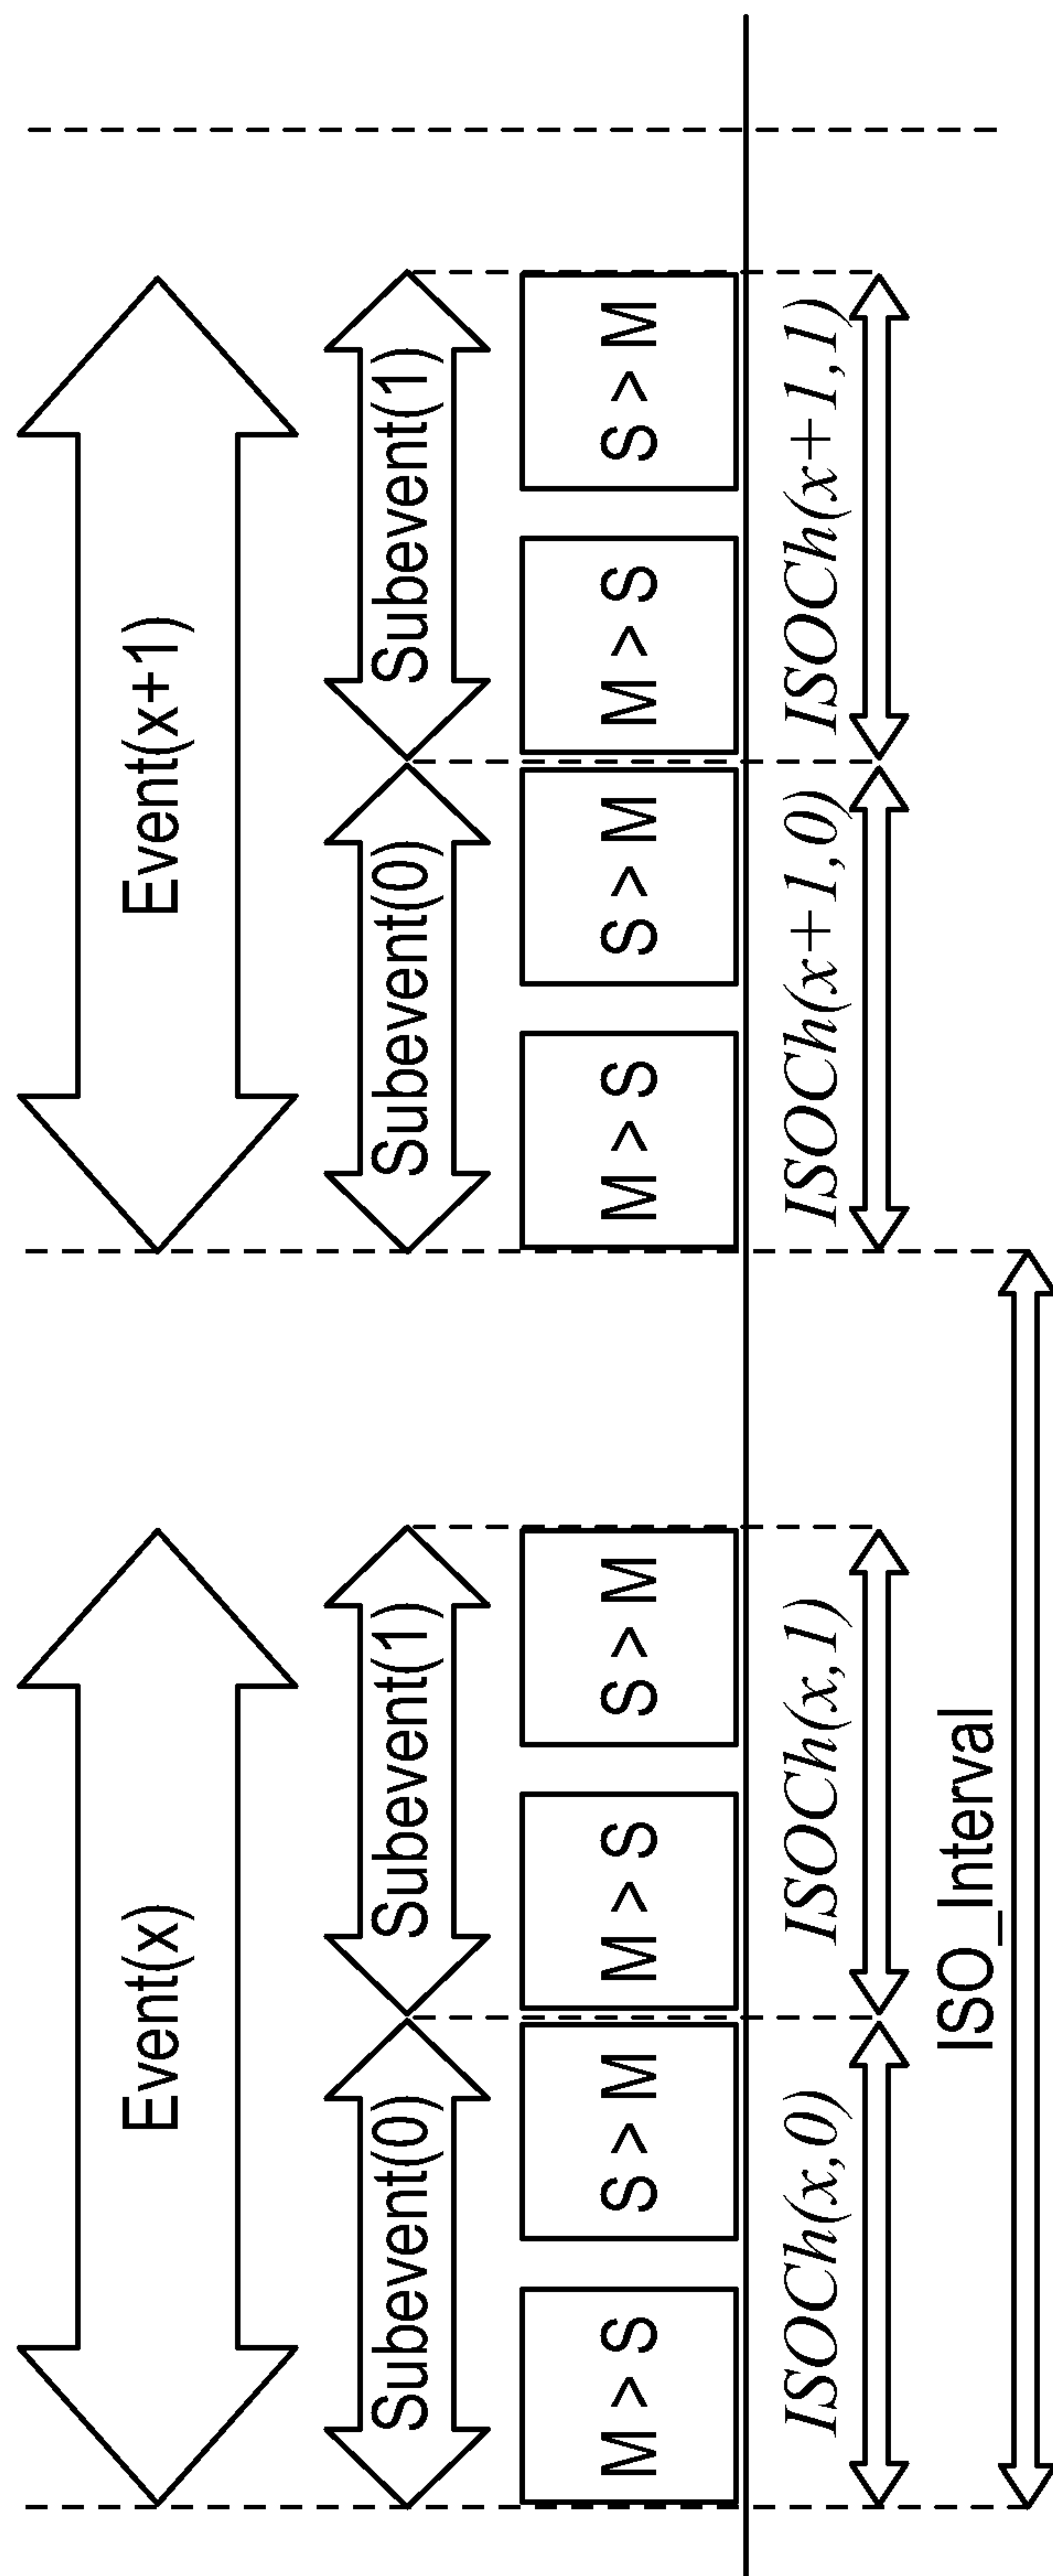 Event(x)
Event(x+1)
Subevent(0)
Subevent(1)
Subevent(0)
Subevent(1)
M > S
S > M
M > S
S > M
M > S
S > M
M > S
S > M
ISOCh(x,0)
ISOCh(x,1)
ISOCh(x+1,0)
ISOCh(x+1,1)
ISO_Interval